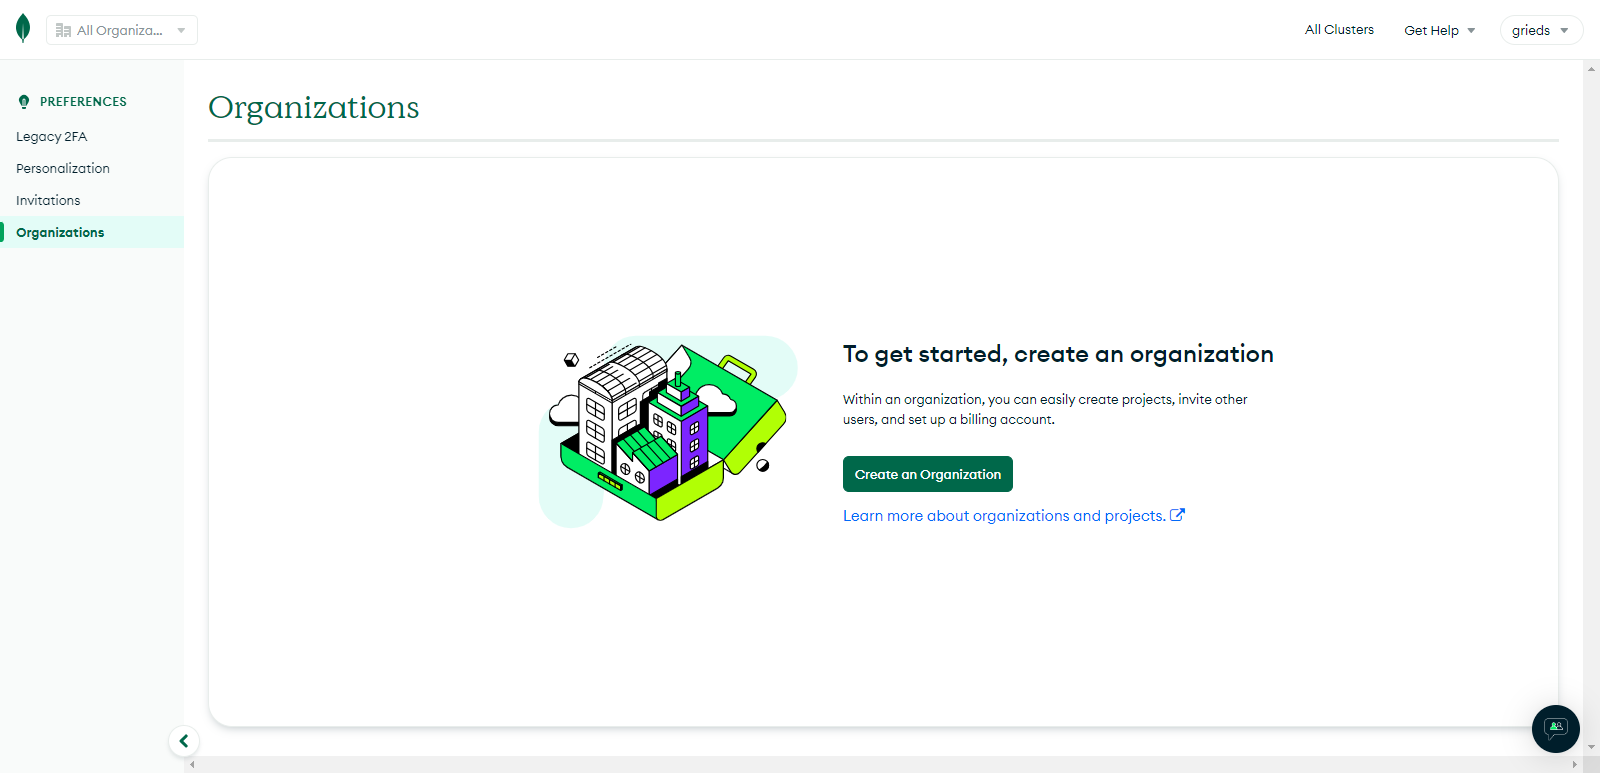 All Organiza...
All Clusters
Get Help
grieds
PREFERENCES
Legacy 2FA
Personalization
Invitations
Organizations
Organizations
To get started, create an organization
Within an organization, you can easily create projects, invite other
users, and set up a billing account.
Create an Organization
Learn more about organizations and projects.